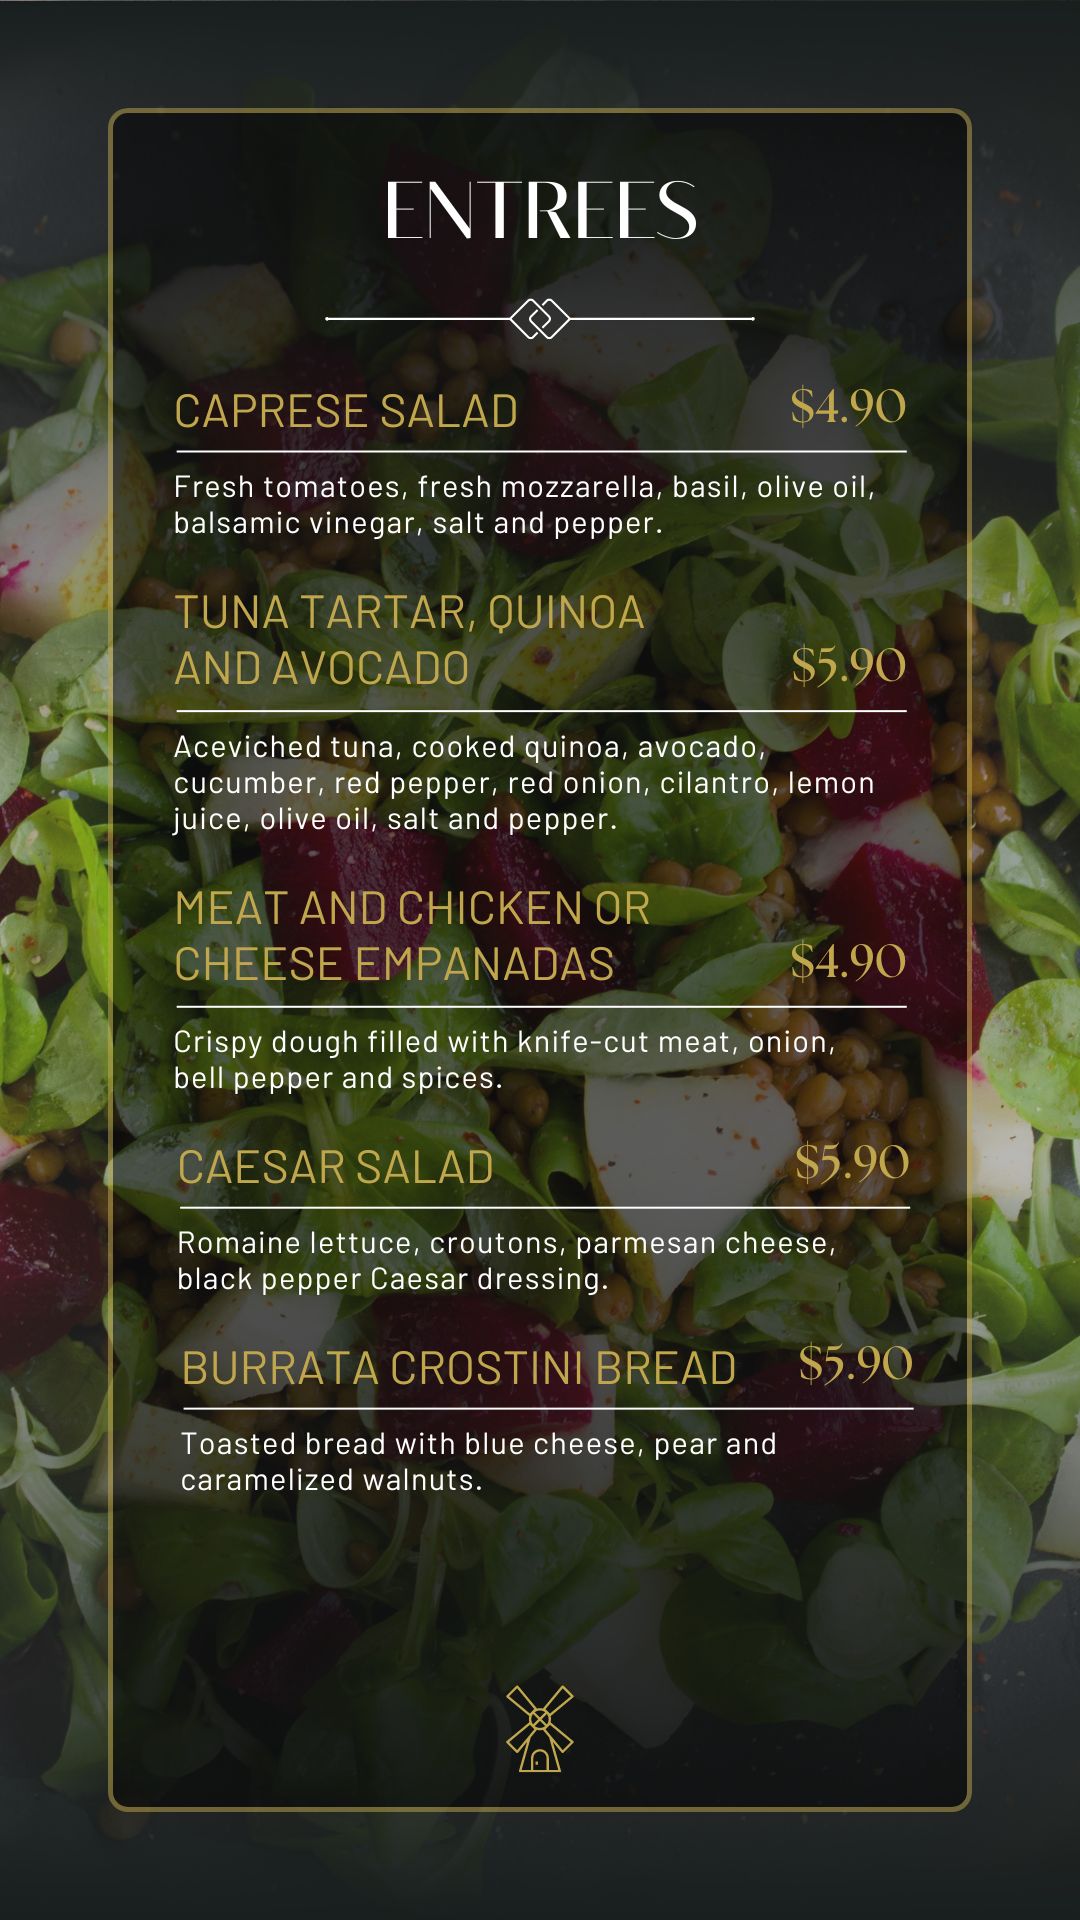 ENTREES
CAPRESE SALAD $4.90
Fresh tomatoes, fresh mozzarella, basil, olive oil,
balsamic vinegar, salt and pepper.
TUNA TARTAR, QUINOA
AND AVOCADO $5.90
Aceviched tuna, cooked quinoa, avocado,
cucumber, red pepper, red onion, cilantro, lemon
juice, olive oil, salt and pepper.
MEAT AND CHICKEN OR
CHEESE EMPANADAS $4.90
Crispy dough filled with knife-cut meat, onion,
bell pepper and spices.
CAESAR SALAD $5.90
Romaine lettuce, croutons, parmesan cheese,
black pepper Caesar dressing.
BURRATA CROSTINI BREAD $5.90
Toasted bread with blue cheese, pear and
caramelized walnuts.